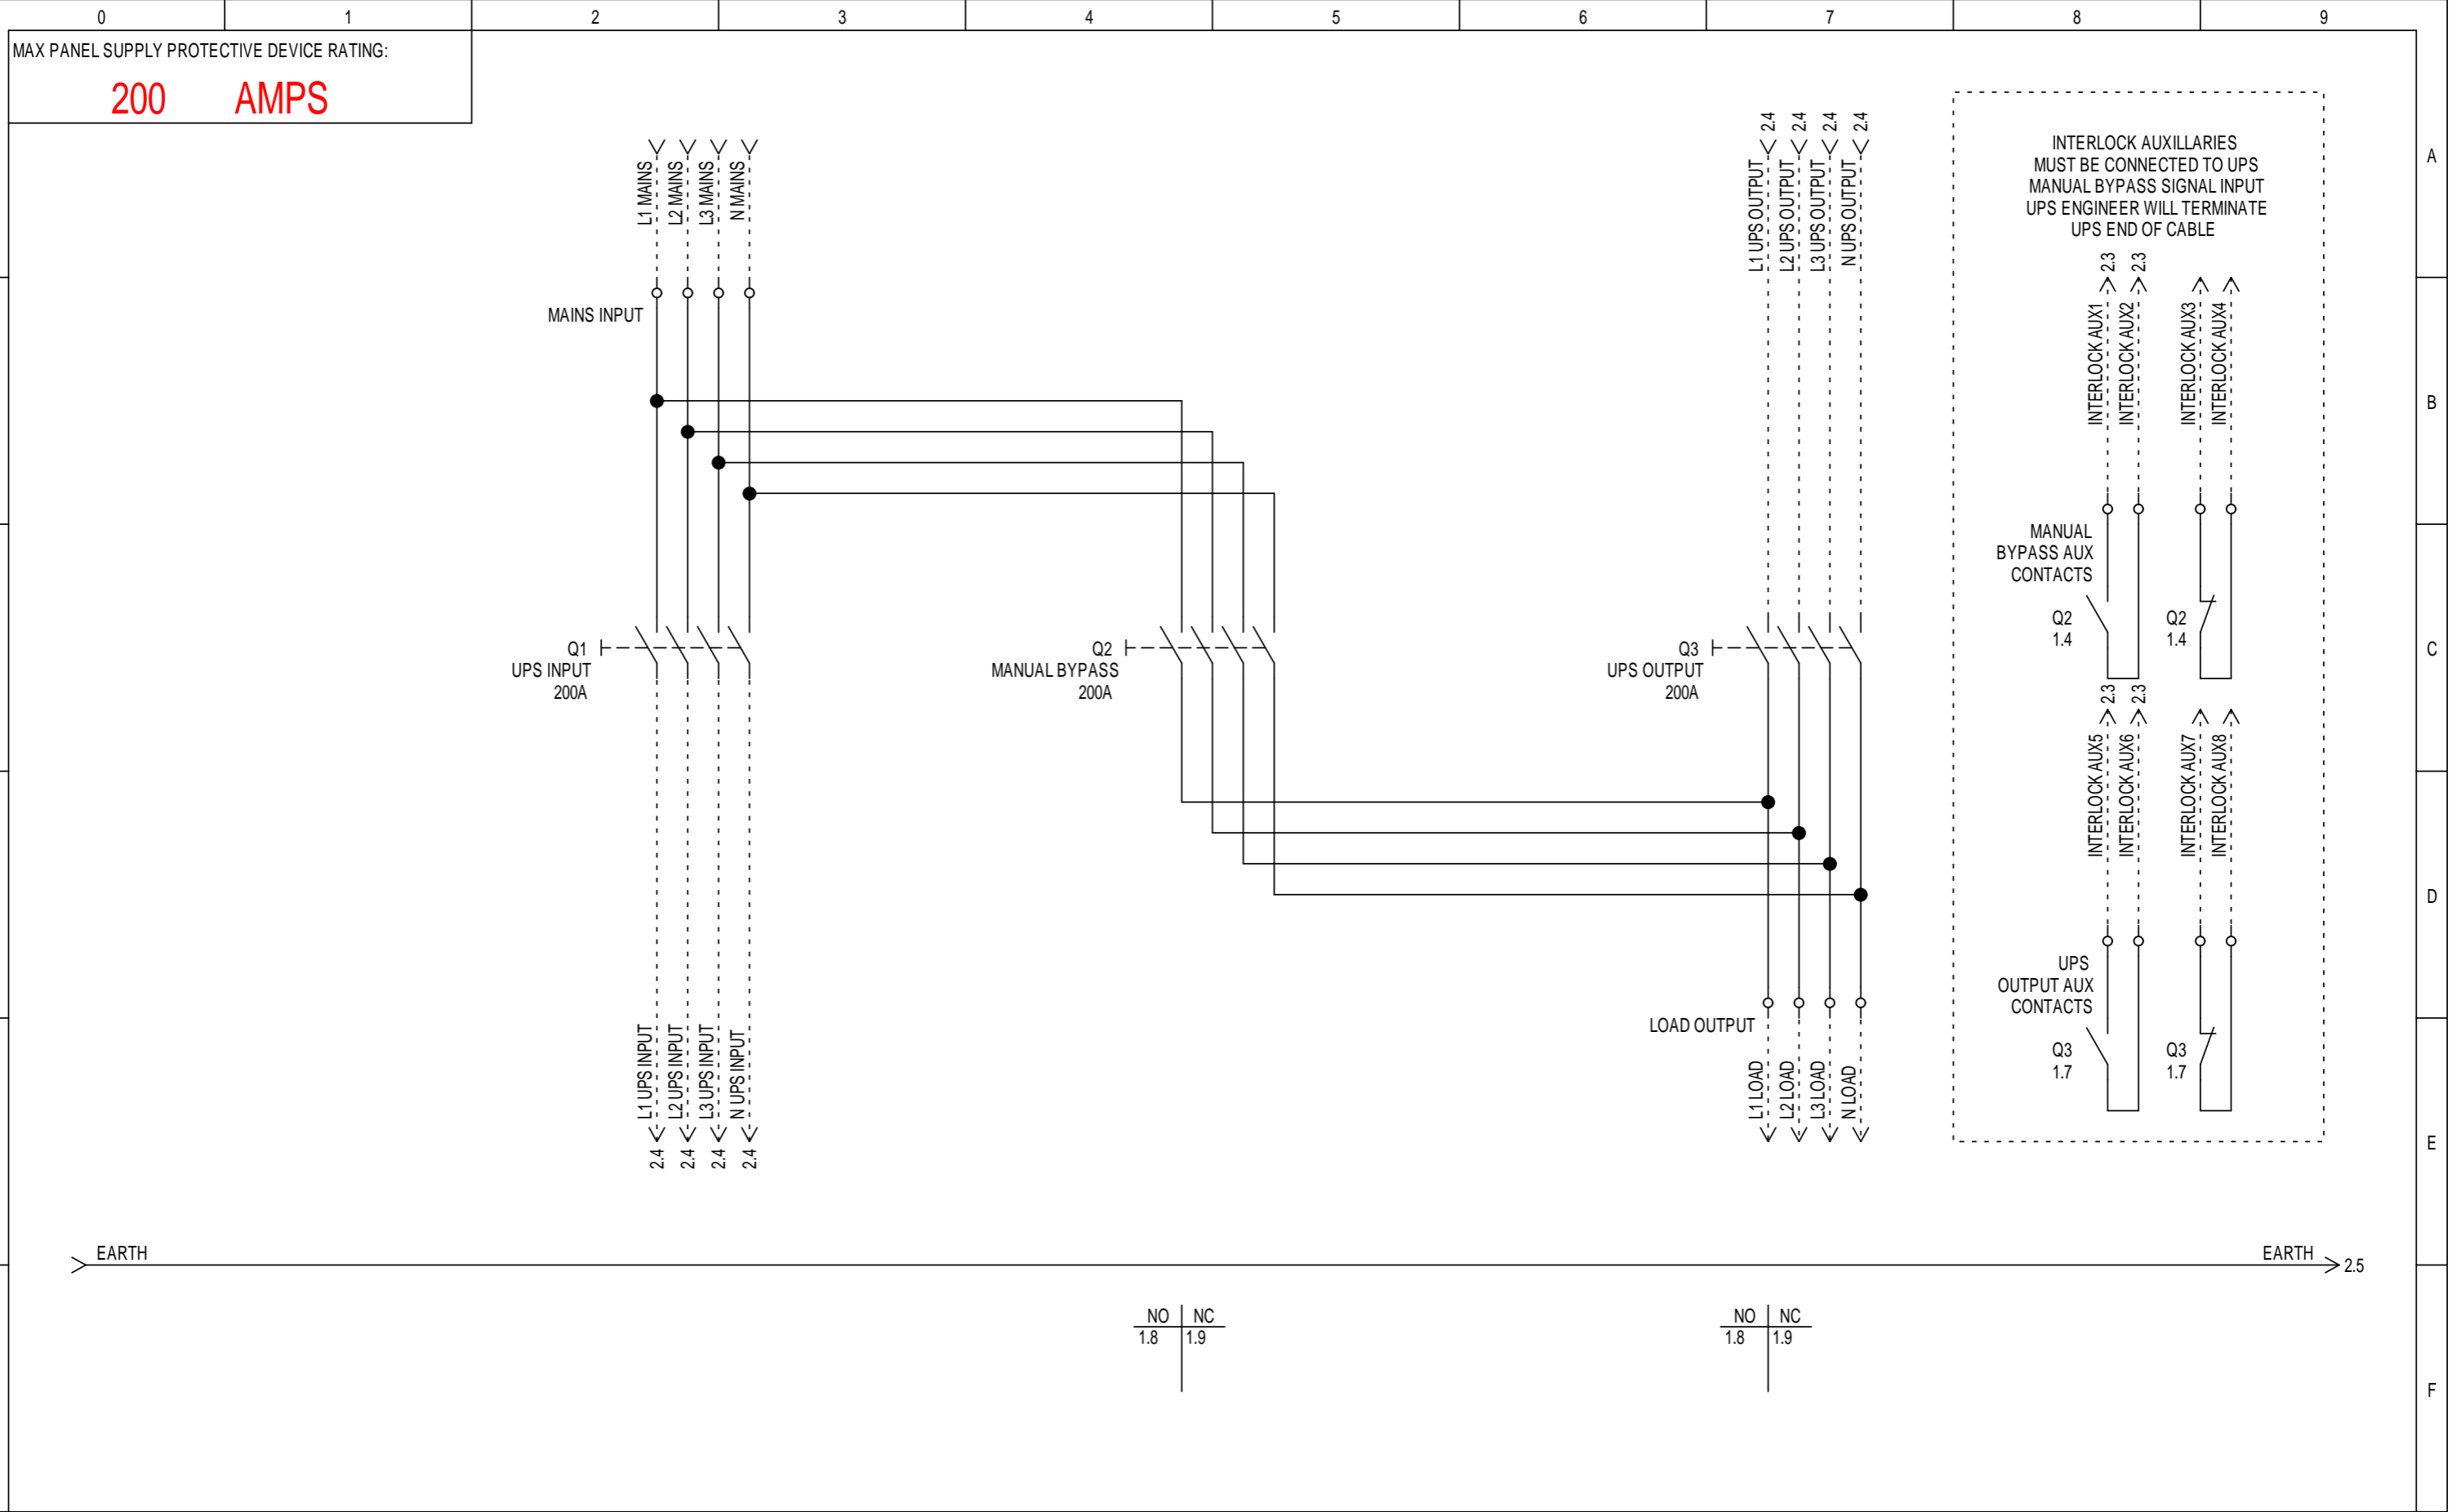 0 1 2 3 4 5 6 7 8 9
MAX PANEL SUPPLY PROTECTIVE DEVICE RATING:
200 AMPS
L1 MAINS
L2 MAINS
L3 MAINS
N MAINS
MAINS INPUT
2.4 2.4 2.4 2.4
L1 UPS OUTPUT
L2 UPS OUTPUT
L3 UPS OUTPUT
N UPS OUTPUT
INTERLOCK AUXILLARIES
MUST BE CONNECTED TO UPS
MANUAL BYPASS SIGNAL INPUT
UPS ENGINEER WILL TERMINATE
UPS END OF CABLE
2.3 2.3
INTERLOCK AUX1
INTERLOCK AUX2
INTERLOCK AUX3
INTERLOCK AUX4
MANUAL
BYPASS AUX
CONTACTS
Q2
1.4
Q2
1.4
Q1
UPS INPUT
200A
Q2
MANUAL BYPASS
200A
Q3
UPS OUTPUT
200A
2.3 2.3
INTERLOCK AUX5
INTERLOCK AUX6
INTERLOCK AUX7
INTERLOCK AUX8
UPS
OUTPUT AUX
CONTACTS
Q3
1.7
Q3
1.7
L1 UPS INPUT
L2 UPS INPUT
L3 UPS INPUT
N UPS INPUT
2.4 2.4 2.4 2.4
LOAD OUTPUT
L1 LOAD
L2 LOAD
L3 LOAD
N LOAD
EARTH
EARTH
2.5
NO NC
1.8 1.9
NO NC
1.8 1.9
A
B
C
D
E
F